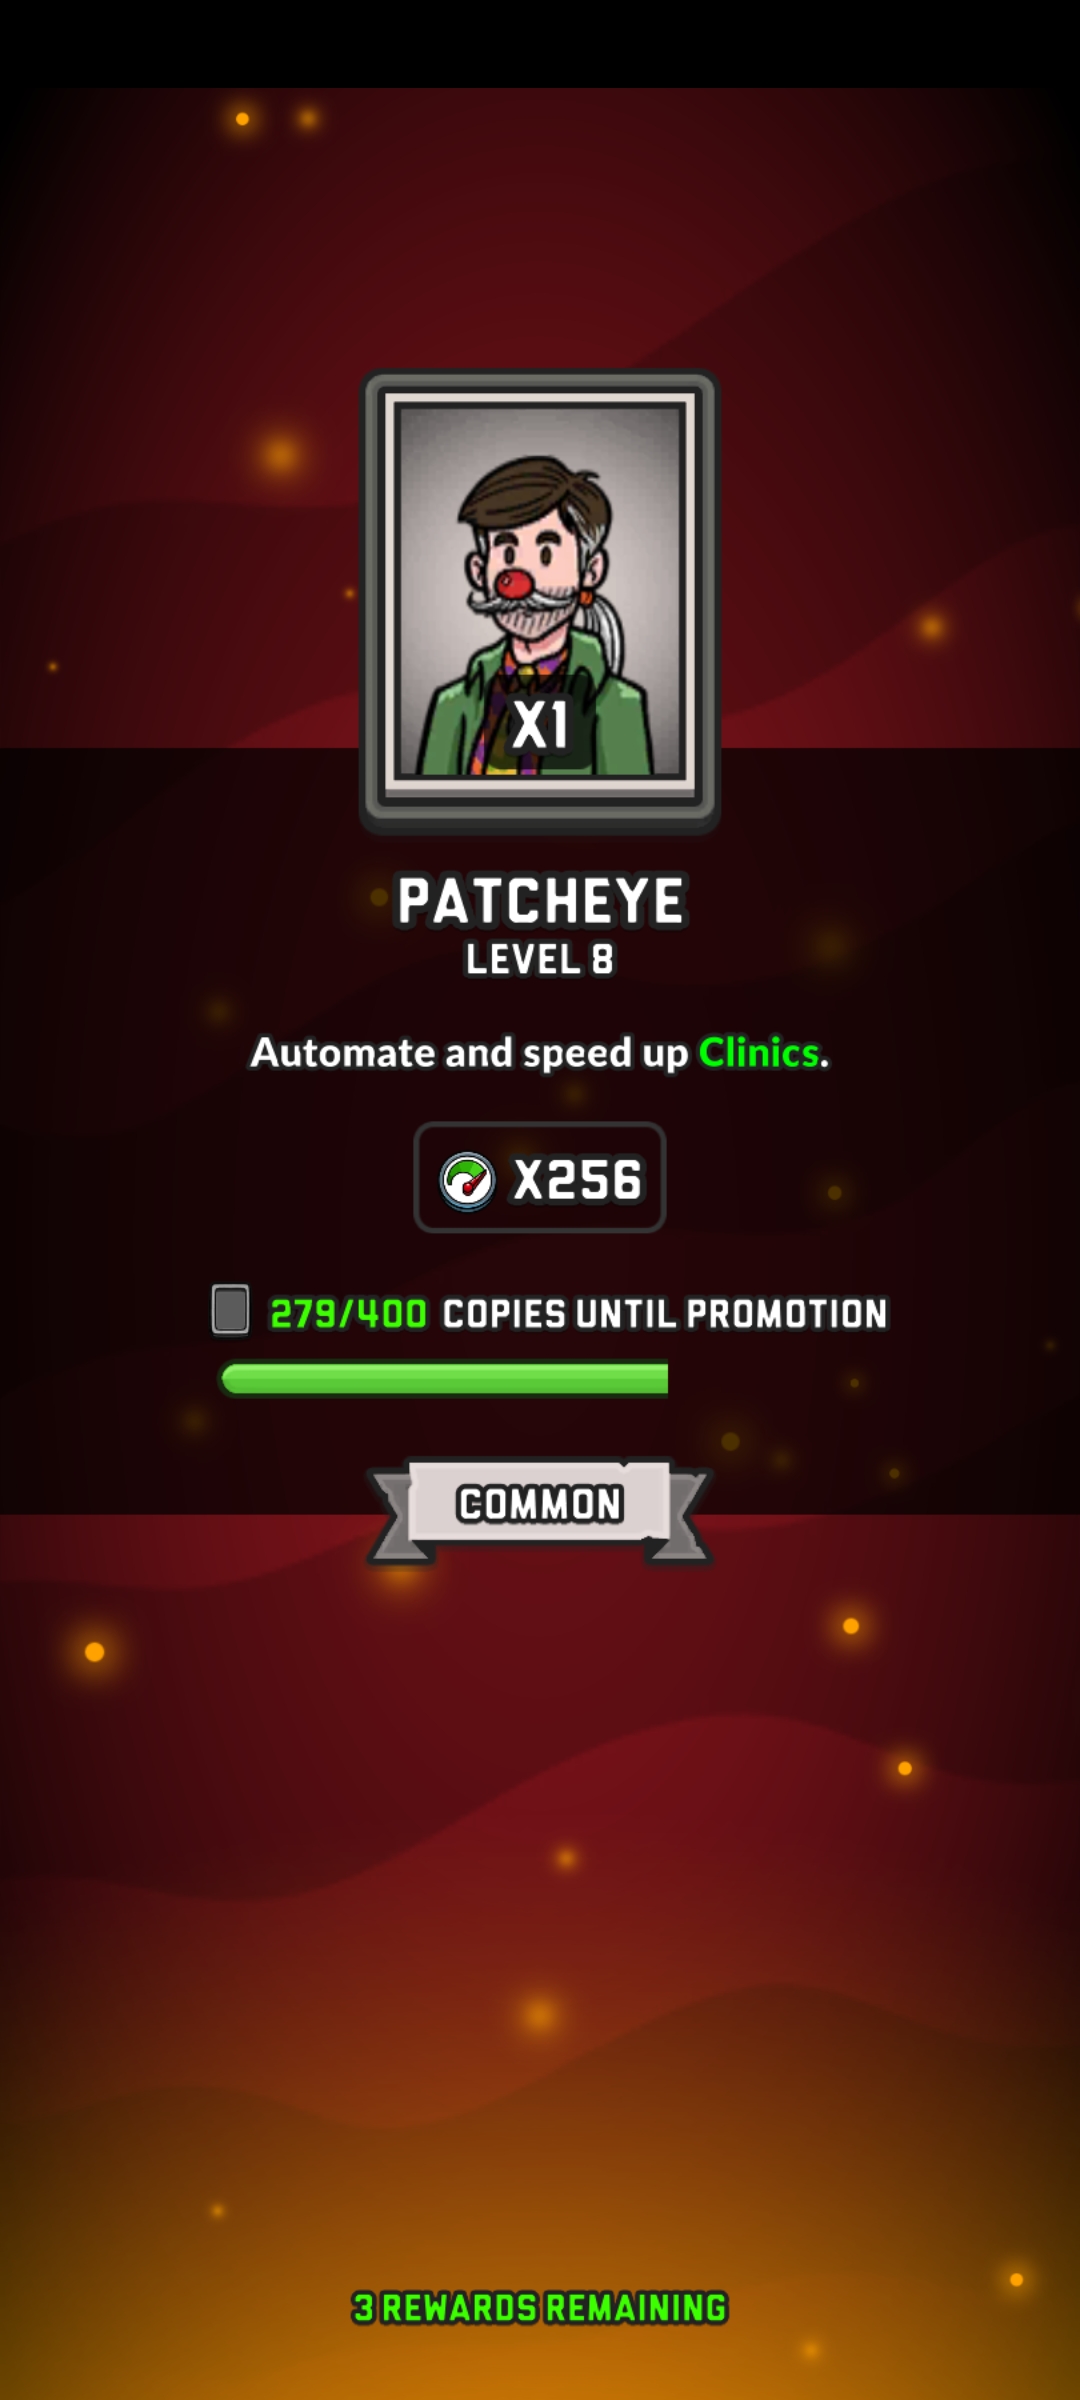 X1
PATCHEYE
LEVEL 8
Automate and speed up Clinics.
X256
279/400 COPIES UNTIL PROMOTION
COMMON
3 REWARDS REMAINING